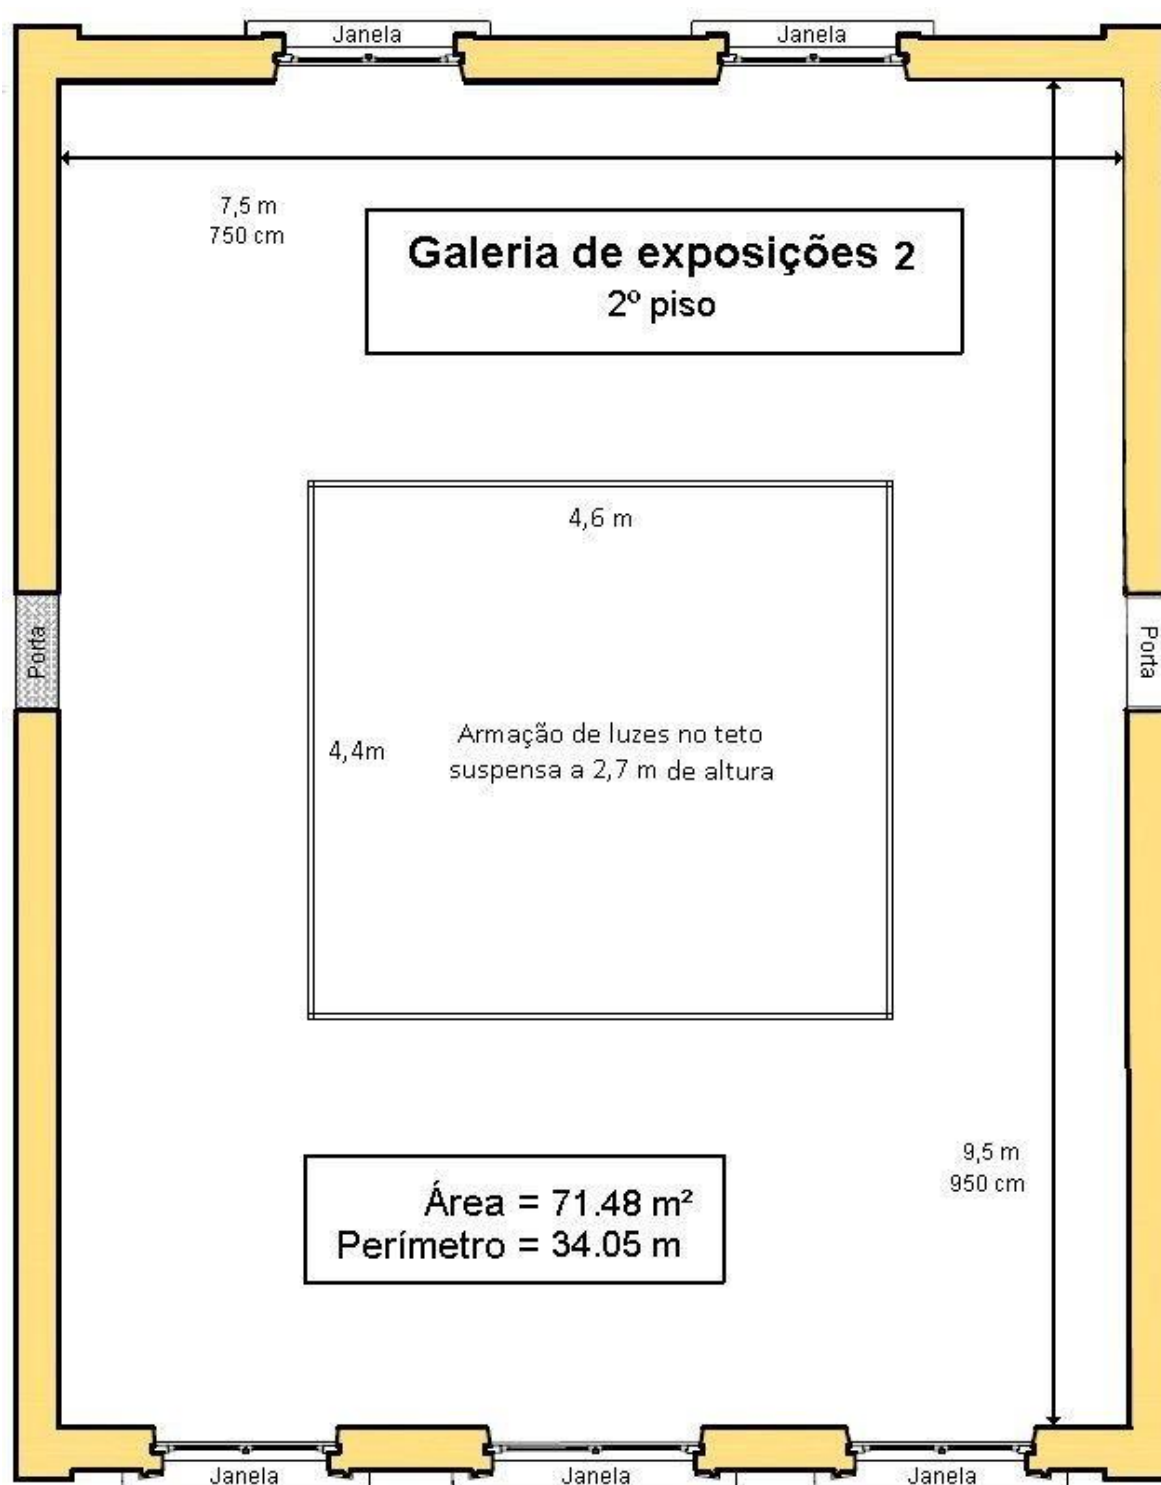 Janela
Janela
7,5 m
750 cm
Galeria de exposições 2
2º piso
4,6 m
Porta
Porta
4,4m
Armação de luzes no teto
suspensa a 2,7 m de altura
9,5 m
950 cm
Área = 71.48 m²
Perímetro = 34.05 m
Janela
Janela
Janela